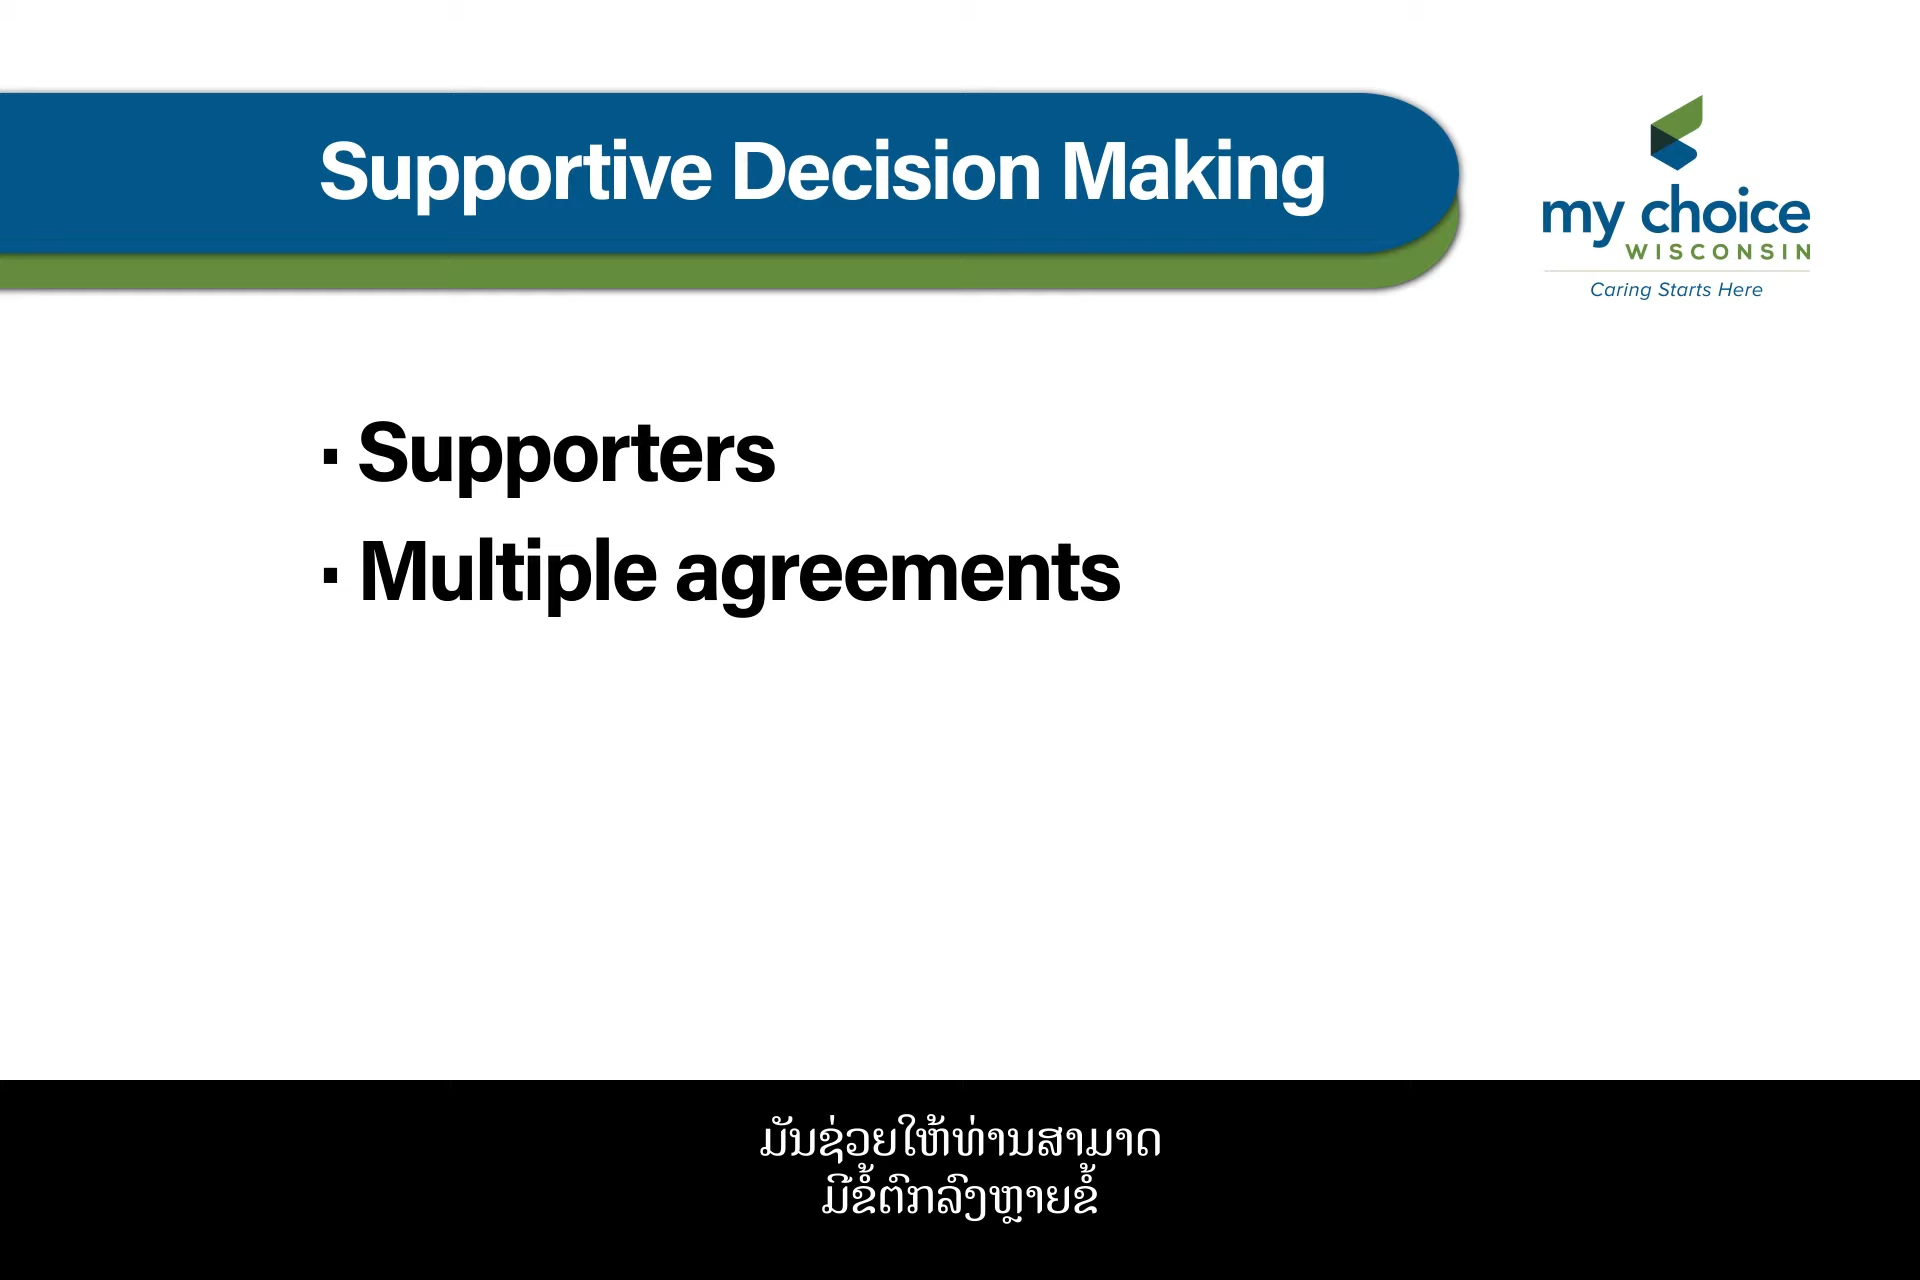 Supportive Decision Making
my choice
WISCONSIN
Caring Starts Here
· Supporters
· Multiple agreements
ມັນຊ່ວຍໃຫ້ທ່ານສາມາດ
ມີຂໍ້ຕົກລົງຫຼາຍຂໍ້